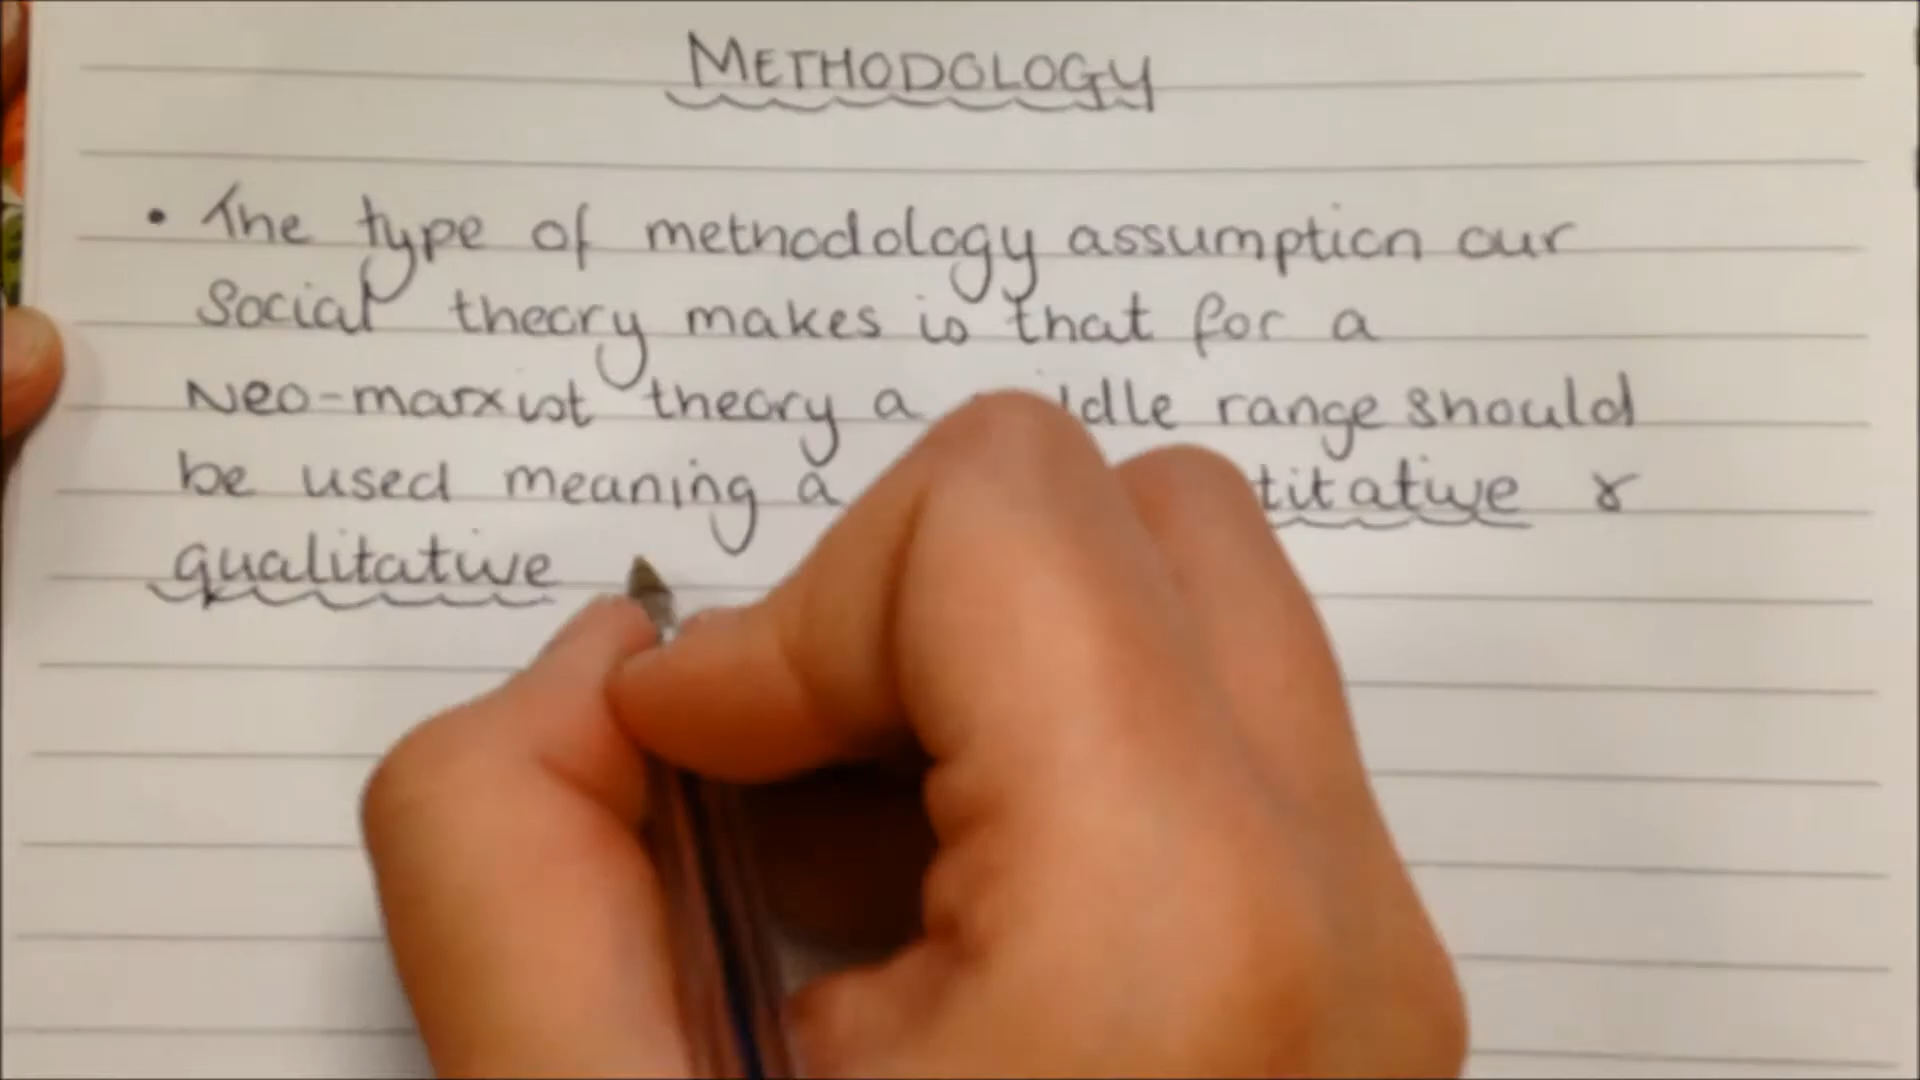 METHODOLOGY
• The type of methodology assumption our
Social theory makes is that for a
Neo-marxist theory a range should
be used meaning a &
qualitative